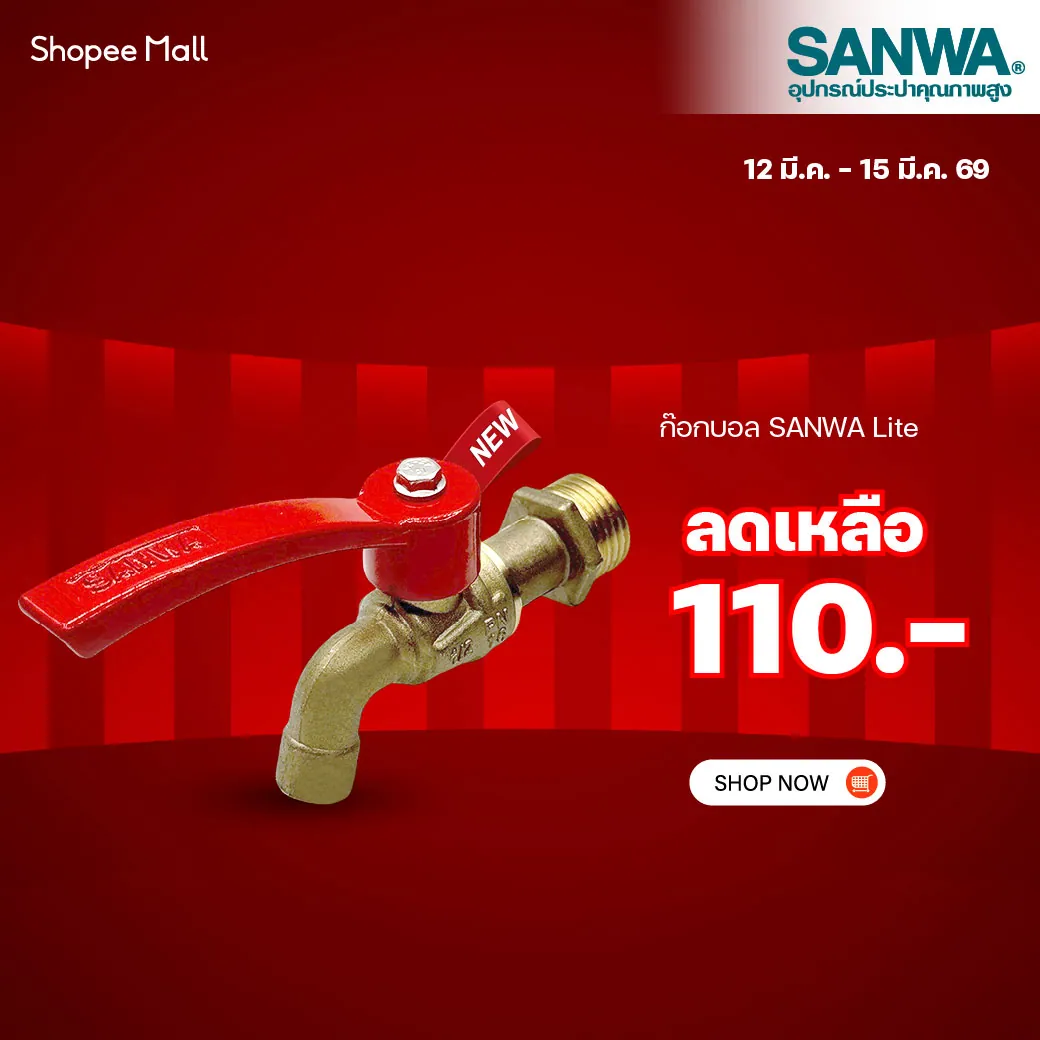 Shopee Mall
SANWA®
อุปกรณ์ประปาคุณภาพสูง
12 มี.ค. - 15 มี.ค. 69
NEW
ก๊อกบอล SANWA Lite
SANWA
ลดเหลือ
110.-
1/2
SHOP NOW